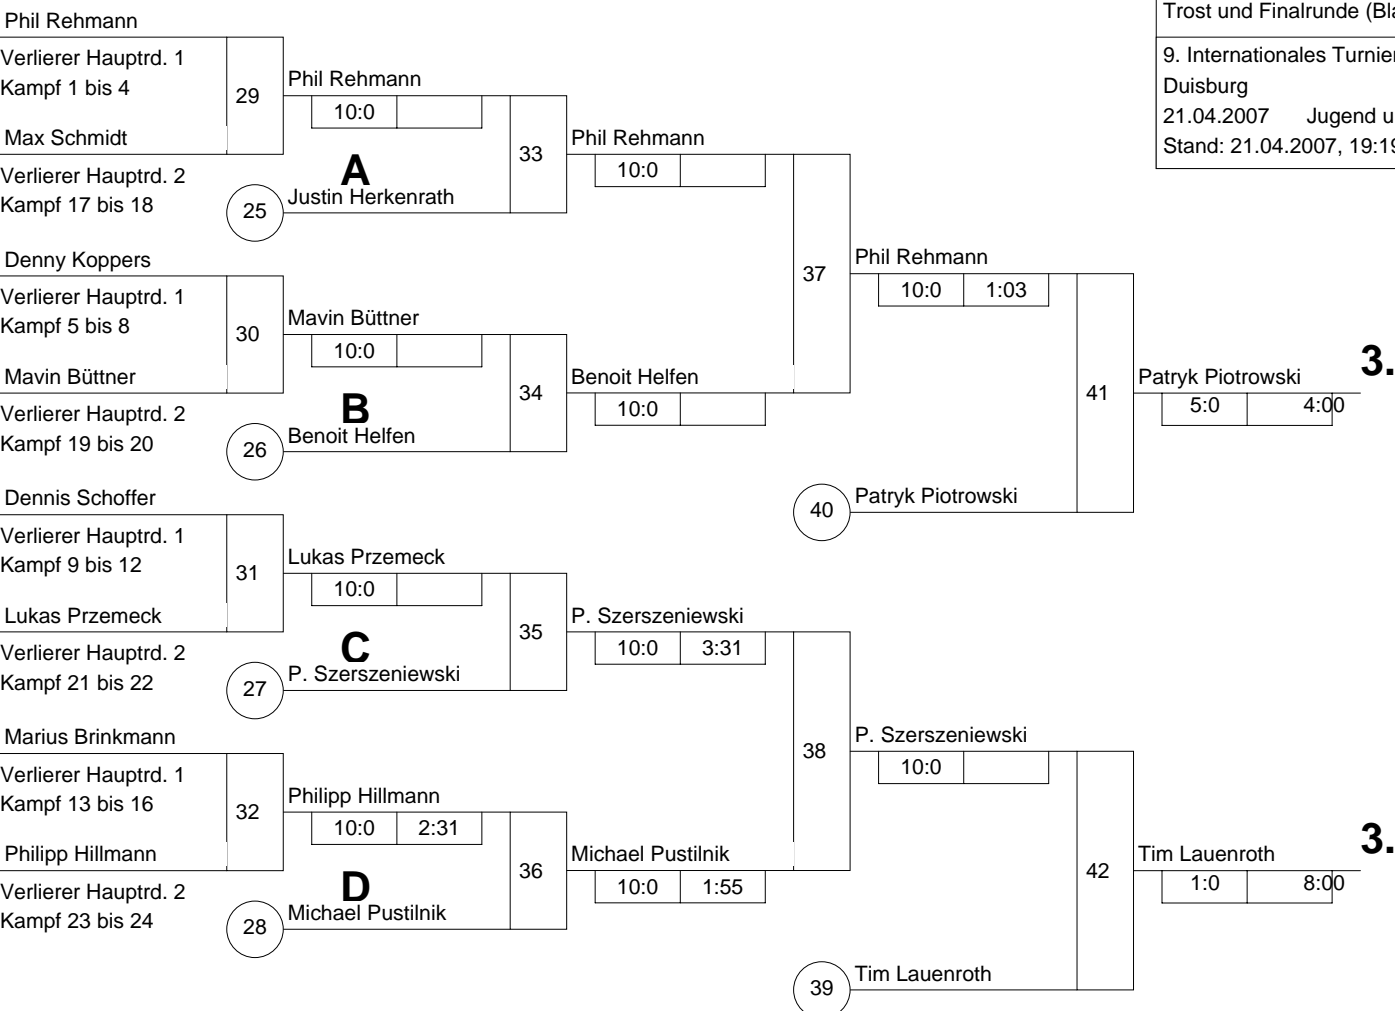 Trost und Finalrunde (Bla
9. Internationales Turnier
Duisburg
21.04.2007 Jugend u
Stand: 21.04.2007, 19:19
Phil Rehmann
Verlierer Hauptrd. 1
Kampf 1 bis 4
29
Max Schmidt
Verlierer Hauptrd. 2
Kampf 17 bis 18
25
Phil Rehmann
10:0
A
Justin Herkenrath
33
Phil Rehmann
10:0
Denny Koppers
Verlierer Hauptrd. 1
Kampf 5 bis 8
30
Mavin Büttner
Verlierer Hauptrd. 2
Kampf 19 bis 20
26
Mavin Büttner
10:0
B
Benoit Helfen
34
Benoit Helfen
10:0
37
Phil Rehmann
10:0 1:03
41
40
Patryk Piotrowski
Patryk Piotrowski
5:0 4:00
3.
Dennis Schoffer
Verlierer Hauptrd. 1
Kampf 9 bis 12
31
Lukas Przemeck
Verlierer Hauptrd. 2
Kampf 21 bis 22
27
Lukas Przemeck
10:0
C
P. Szerszeniewski
35
P. Szerszeniewski
10:0 3:31
Marius Brinkmann
Verlierer Hauptrd. 1
Kampf 13 bis 16
32
Philipp Hillmann
Verlierer Hauptrd. 2
Kampf 23 bis 24
28
Philipp Hillmann
10:0 2:31
D
Michael Pustilnik
36
Michael Pustilnik
10:0 1:55
38
P. Szerszeniewski
10:0
42
39
Tim Lauenroth
Tim Lauenroth
1:0 8:00
3.